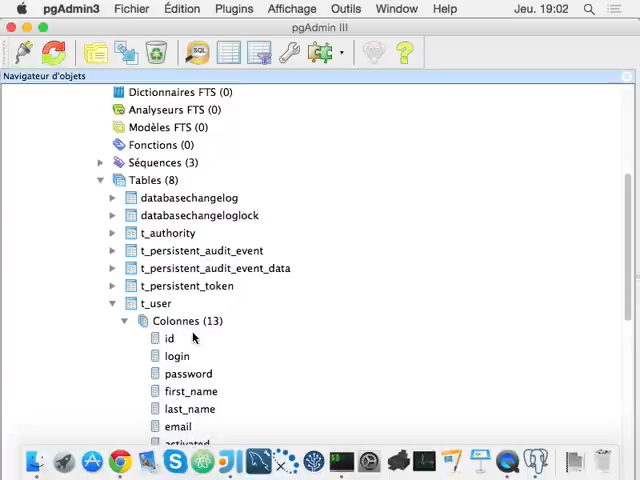 pgAdmin3 Fichier Édition Plugins Affichage Outils Window Help Jeu. 19:02
pgAdmin III
SQL
Navigateur d'objets
Dictionnaires FTS (0)
Analyseurs FTS (0)
Modèles FTS (0)
Fonctions (0)
Séquences (3)
Tables (8)
databasechangelog
databasechangeloglock
t_authority
t_persistent_audit_event
t_persistent_audit_event_data
t_persistent_token
t_user
Colonnes (13)
id
login
password
first_name
last_name
email
activated